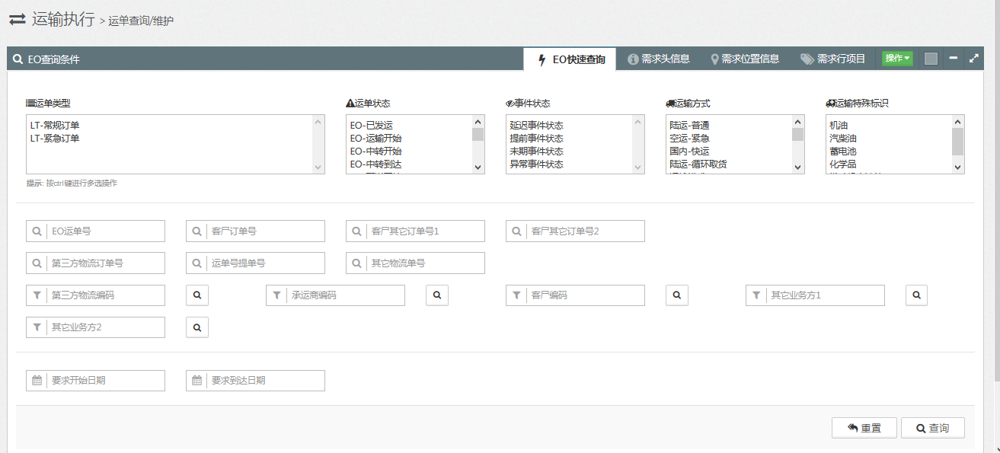 运输执行 > 运单查询/维护
EO查询条件
EO快速查询 需求头信息 需求位置信息 需求行项目 操作
运单类型
LT-常规订单
LT-紧急订单
提示: 按ctrl键进行多选操作
运单状态
EO-已发运
EO-运输开始
EO-中转开始
EO-中转到达
事件状态
延迟事件状态
提前事件状态
未期事件状态
异常事件状态
运输方式
陆运-普通
空运-紧急
国内-快运
陆运-循环取货
运输特殊标识
机油
汽柴油
蓄电池
化学品
EO运单号 客户订单号 客户其它订单号1 客户其它订单号2
第三方物流订单号 运单号提单号 其它物流单号
第三方物流编码 承运商编码 客户编码 其它业务方1
其它业务方2
要求开始日期 要求到达日期
重置 查询